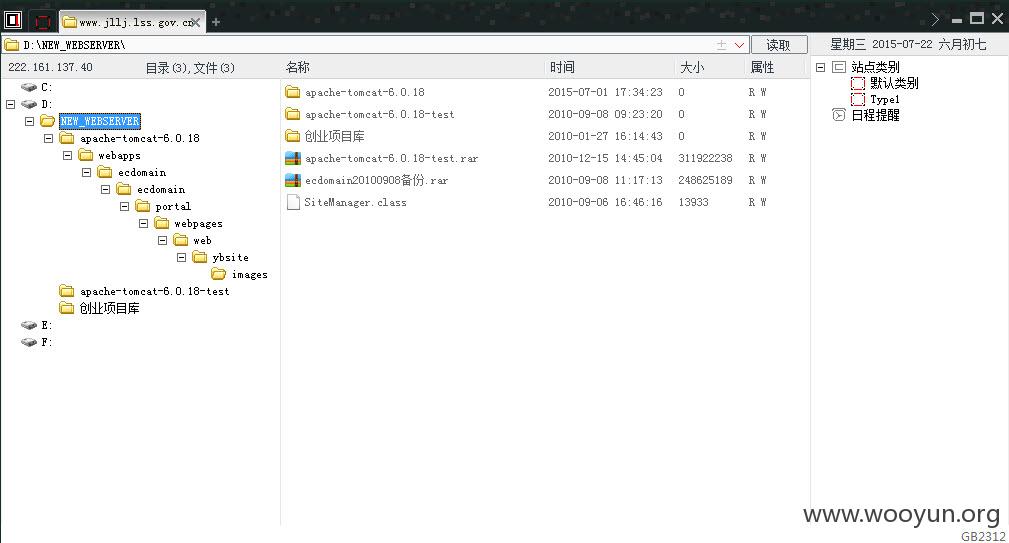 www.jllj.lss.gov.cn
D:\NEW_WEBSERVER\
读取
星期三 2015-07-22 六月初七
222.161.137.40 目录(3),文件(3)
名称 时间 大小 属性
C:
D:
NEW_WEBSERVER
apache-tomcat-6.0.18
webapps
ecdomain
ecdomain
portal
webpages
web
ybsite
images
apache-tomcat-6.0.18-test
创业项目库
E:
F:
apache-tomcat-6.0.18 2015-07-01 17:34:23 0 R W
apache-tomcat-6.0.18-test 2010-09-08 09:23:20 0 R W
创业项目库 2010-01-27 16:14:43 0 R W
apache-tomcat-6.0.18-test.rar 2010-12-15 14:45:04 311922238 R W
ecdomain20100908备份.rar 2010-09-08 11:17:13 248625189 R W
SiteManager.class 2010-09-06 16:46:16 13933 R W
站点类别
默认类别
Type1
日程提醒
www.wooyun.org
GB2312